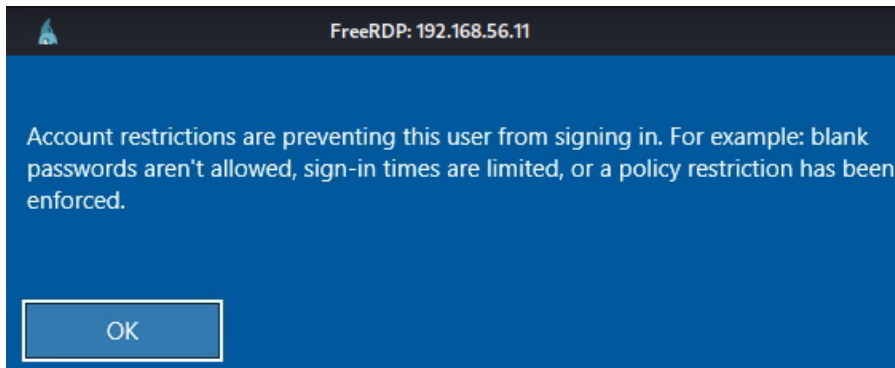 FreeRDP: 192.168.56.11
Account restrictions are preventing this user from signing in. For example: blank
passwords aren't allowed, sign-in times are limited, or a policy restriction has been
enforced.
OK